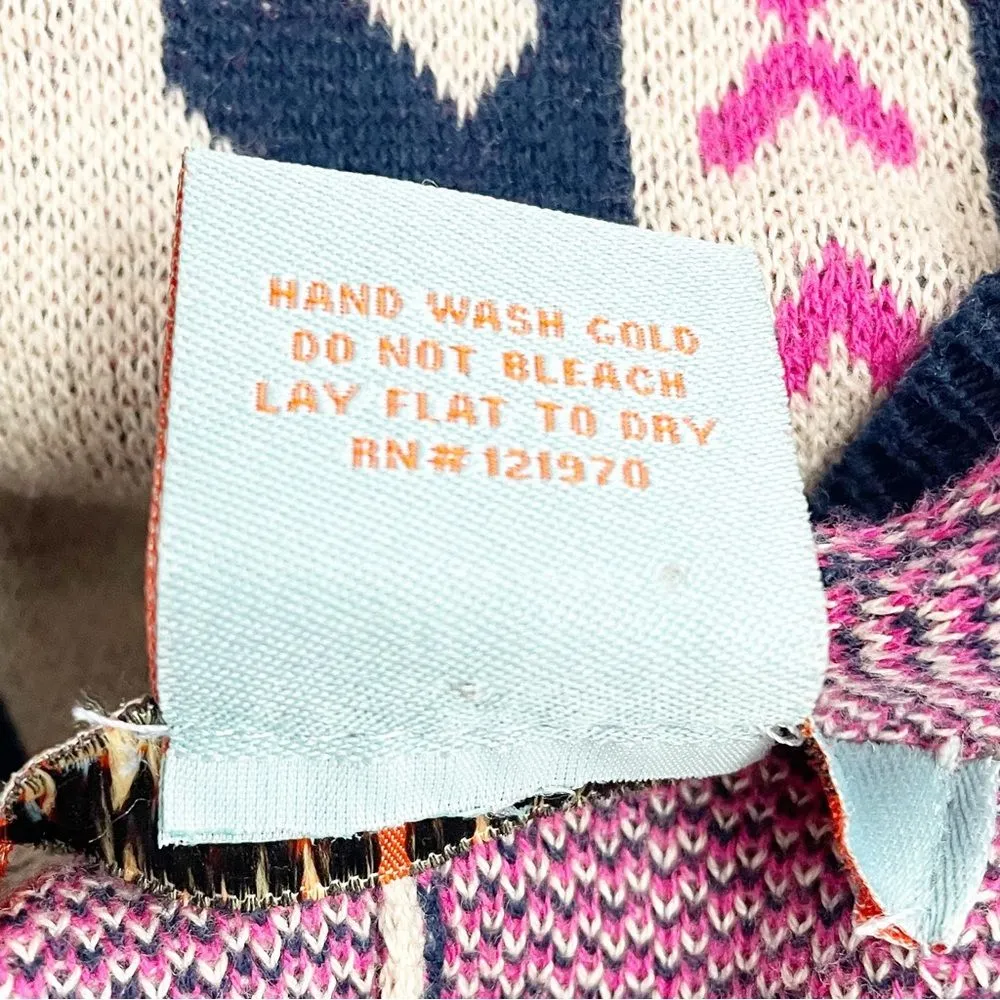 HAND WASH COLD
DO NOT BLEACH
LAY FLAT TO DRY
RN# 121970